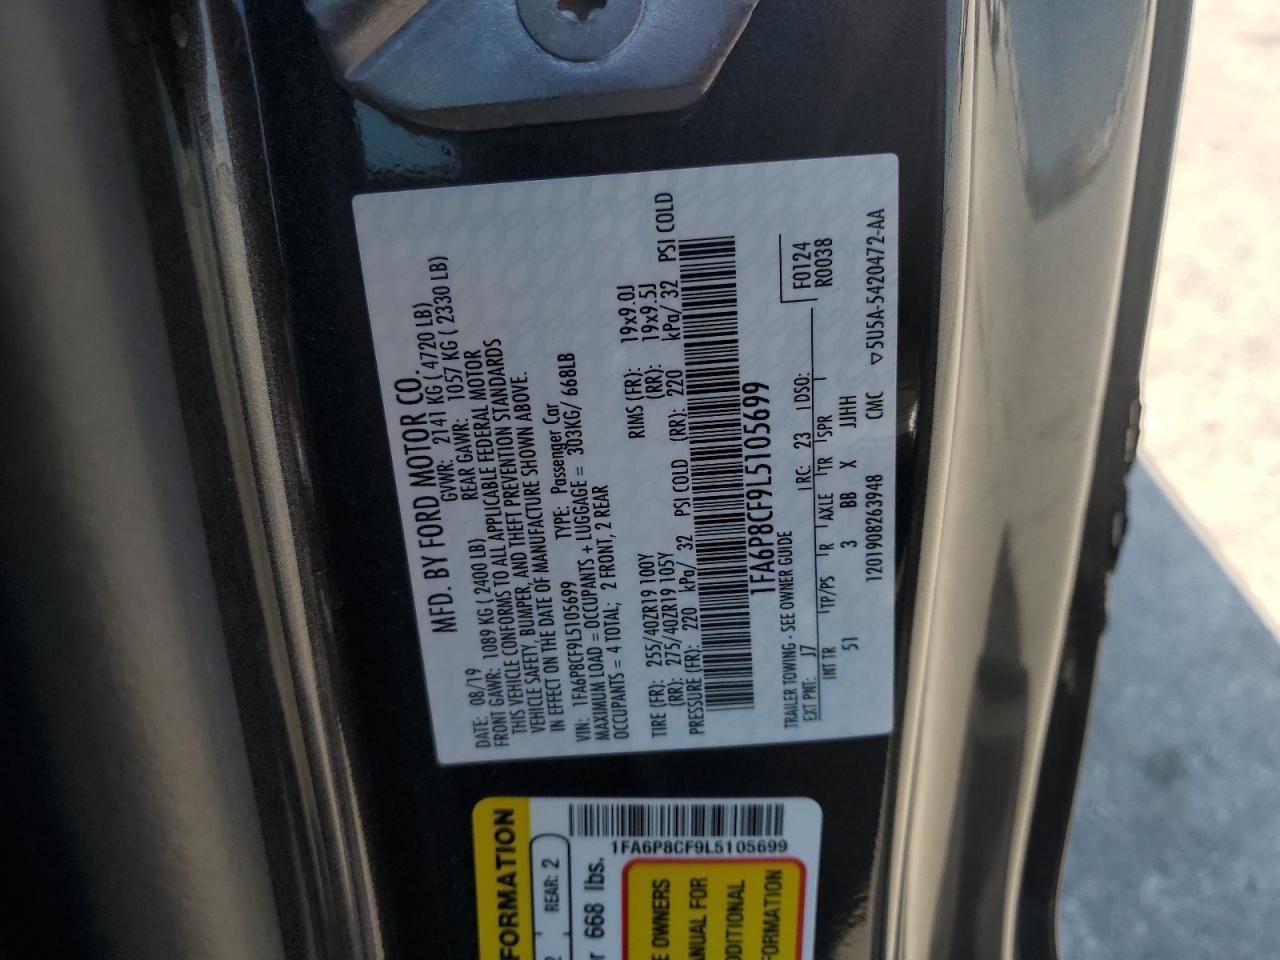 MFD. BY FORD MOTOR CO.
DATE: 08/19 GVWR: 2141 KG ( 4720 LB)
FRONT GAWR: 1089 KG ( 2400 LB) REAR GAWR: 1057 KG ( 2330 LB)
THIS VEHICLE CONFORMS TO ALL APPLICABLE FEDERAL MOTOR
VEHICLE SAFETY, BUMPER, AND THEFT PREVENTION STANDARDS
IN EFFECT ON THE DATE OF MANUFACTURE SHOWN ABOVE.
VIN: 1FA6P8CF9L5105699 TYPE: Passenger Car
MAXIMUM LOAD = OCCUPANTS + LUGGAGE = 303KG/ 668LB
OCCUPANTS = 4 TOTAL; 2 FRONT, 2 REAR
TIRE (FR): 255/40ZR19 100Y RIMS (FR): 19x9.0J
(RR): 275/40ZR19 105Y (RR): 19x9.5J
PRESSURE (FR): 220 kPa/ 32 PSI COLD (RR): 220 kPa/ 32 PSI COLD
1FA6P8CF9L5105699
TRAILER TOWING - SEE OWNER GUIDE
F0124
EXT PNT: J7 RC: 23 DSO: R0038
INT TR TP/PS R AXLE TR SPR
51 3 BB X JJHH
1201908263948 CMC ▽5U5A-5420472-AA
FORMATION
REAR: 2
2
r 668 lbs.
1FA6P8CF9L5105699
E OWNERS
NUAL FOR
DDITIONAL
FORMATION